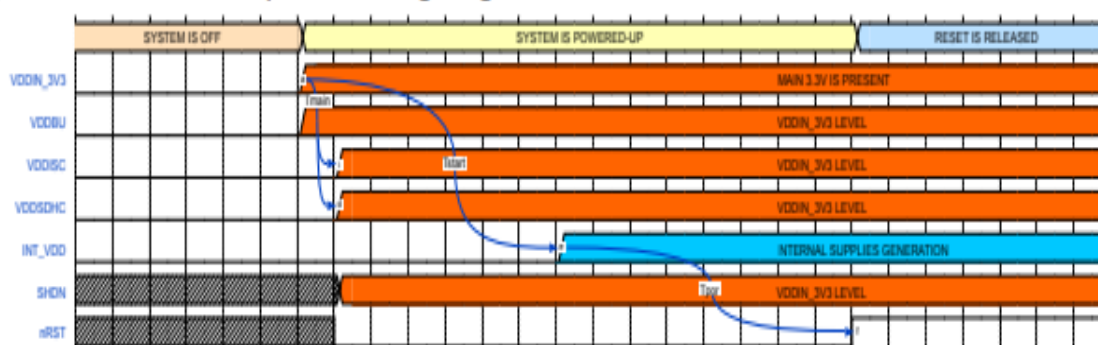 SYSTEM IS OFF SYSTEM IS POWERED-UP RESET IS RELEASED
VDDIN_3V3 MAIN 3.3V IS PRESENT
Tmain
VDDBU VDDIN_3V3 LEVEL
VDDISC Tstart VDDIN_3V3 LEVEL
VDDSDHC VDDIN_3V3 LEVEL
INT_VDD INTERNAL SUPPLIES GENERATION
SHDN Tpor VDDIN_3V3 LEVEL
nRST